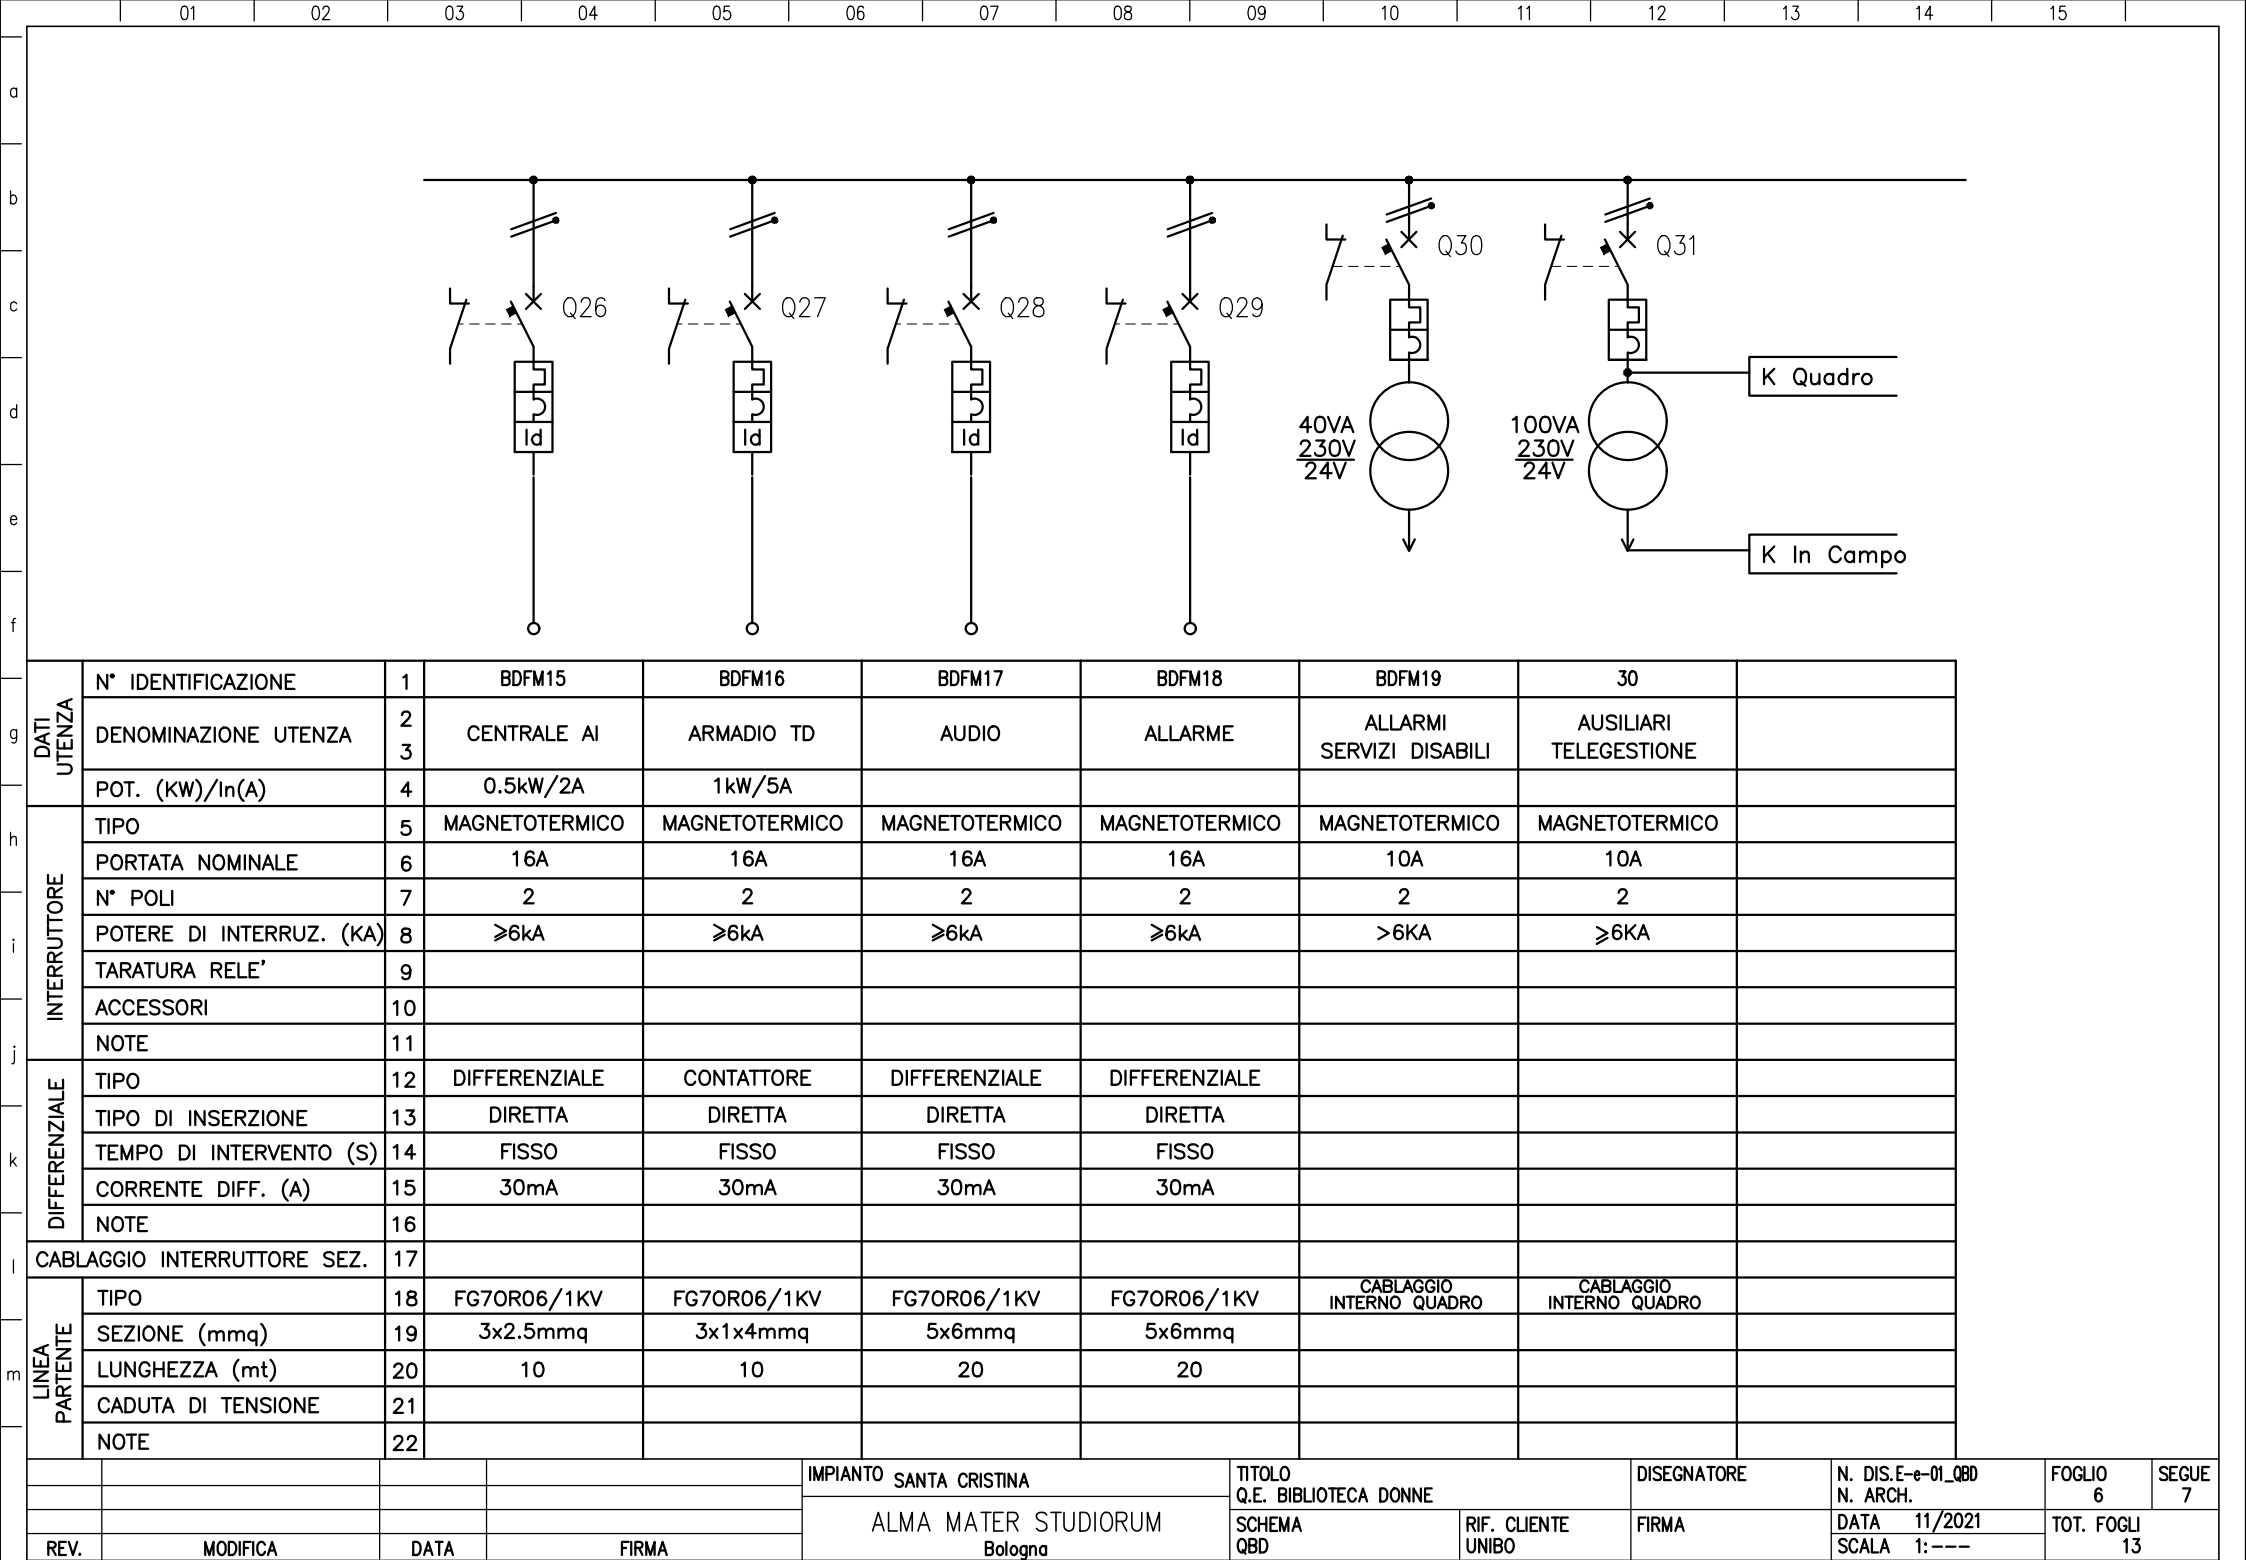 01 02 03 04 05 06 07 08 09 10 11 12 13 14 15
a
b
c
d
e
f
g
h
i
j
k
l
m
Q26 Q27 Q28 Q29 Q30 Q31
Id Id Id Id
40VA
230V
24V
100VA
230V
24V
K Quadro
K In Campo
DATI
UTENZA
N° IDENTIFICAZIONE 1 BDFM15 BDFM16 BDFM17 BDFM18 BDFM19 30
DENOMINAZIONE UTENZA 2 3 CENTRALE AI ARMADIO TD AUDIO ALLARME
ALLARMI
SERVIZI DISABILI
AUSILIARI
TELEGESTIONE
POT. (KW)/In(A) 4 0.5kW/2A 1kW/5A
INTERRUTTORE
TIPO 5 MAGNETOTERMICO MAGNETOTERMICO MAGNETOTERMICO MAGNETOTERMICO MAGNETOTERMICO MAGNETOTERMICO
PORTATA NOMINALE 6 16A 16A 16A 16A 10A 10A
N° POLI 7 2 2 2 2 2 2
POTERE DI INTERRUZ. (KA) 8 ⩾6kA ⩾6kA ⩾6kA ⩾6kA >6KA ⩾6KA
TARATURA RELE' 9
ACCESSORI 10
NOTE 11
DIFFERENZIALE
TIPO 12 DIFFERENZIALE CONTATTORE DIFFERENZIALE DIFFERENZIALE
TIPO DI INSERZIONE 13 DIRETTA DIRETTA DIRETTA DIRETTA
TEMPO DI INTERVENTO (S) 14 FISSO FISSO FISSO FISSO
CORRENTE DIFF. (A) 15 30mA 30mA 30mA 30mA
NOTE 16
CABLAGGIO INTERRUTTORE SEZ. 17
LINEA
PARTENTE
TIPO 18 FG7OR06/1KV FG7OR06/1KV FG7OR06/1KV FG7OR06/1KV
CABLAGGIO
INTERNO QUADRO
CABLAGGIO
INTERNO QUADRO
SEZIONE (mmq) 19 3x2.5mmq 3x1x4mmq 5x6mmq 5x6mmq
LUNGHEZZA (mt) 20 10 10 20 20
CADUTA DI TENSIONE 21
NOTE 22
REV. MODIFICA DATA FIRMA
IMPIANTO SANTA CRISTINA
ALMA MATER STUDIORUM
Bologna
TITOLO
Q.E. BIBLIOTECA DONNE
SCHEMA
QBD
RIF. CLIENTE
UNIBO
DISEGNATORE
FIRMA
N. DIS.E-e-01_QBD
N. ARCH.
DATA 11/2021
SCALA 1:---
FOGLIO
6
SEGUE
7
TOT. FOGLI
13